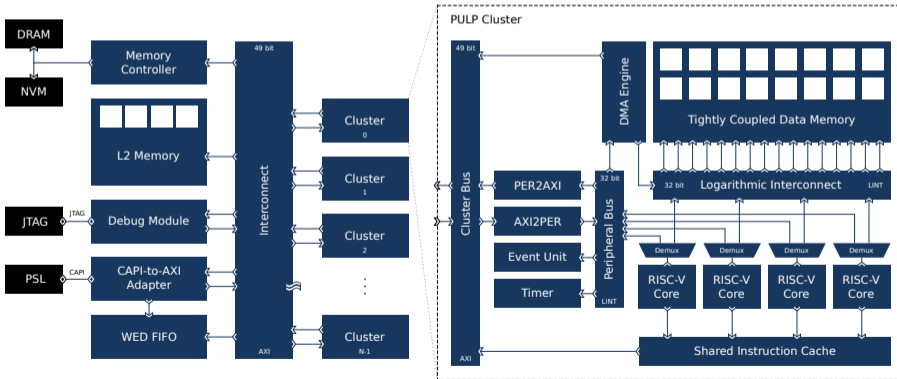 PULP Cluster
DRAM
NVM
Memory
Controller
L2 Memory
JTAG
JTAG
Debug Module
PSL
CAPI
CAPI-to-AXI
Adapter
WED FIFO
49 bit
Interconnect
AXI
Cluster
0
Cluster
1
Cluster
2
⋮
Cluster
N-1
49 bit
Cluster Bus
AXI
DMA Engine
Tightly Coupled Data Memory
PER2AXI
AXI2PER
Event Unit
Timer
32 bit
Peripheral Bus
LINT
32 bit
Logarithmic Interconnect
LINT
Demux
Demux
Demux
Demux
RISC-V
Core
RISC-V
Core
RISC-V
Core
RISC-V
Core
Shared Instruction Cache